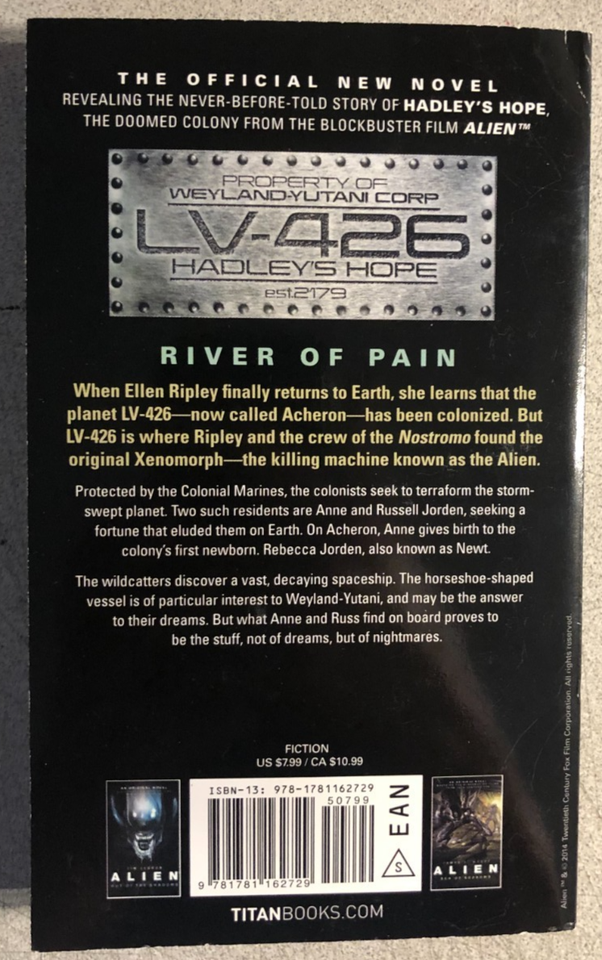 THE OFFICIAL NEW NOVEL
REVEALING THE NEVER-BEFORE-TOLD STORY OF HADLEY'S HOPE,
THE DOOMED COLONY FROM THE BLOCKBUSTER FILM ALIEN™
PROPERTY OF
WEYLAND-YUTANI CORP
LV-426
HADLEY'S HOPE
est.2179
RIVER OF PAIN
When Ellen Ripley finally returns to Earth, she learns that the
planet LV-426—now called Acheron—has been colonized. But
LV-426 is where Ripley and the crew of the Nostromo found the
original Xenomorph—the killing machine known as the Alien.
Protected by the Colonial Marines, the colonists seek to terraform the storm-
swept planet. Two such residents are Anne and Russell Jorden, seeking a
fortune that eluded them on Earth. On Acheron, Anne gives birth to the
colony's first newborn. Rebecca Jorden, also known as Newt.
The wildcatters discover a vast, decaying spaceship. The horseshoe-shaped
vessel is of particular interest to Weyland-Yutani, and may be the answer
to their dreams. But what Anne and Russ find on board proves to
be the stuff, not of dreams, but of nightmares.
FICTION
US $7.99 / CA $10.99
ISBN-13: 978-1781162729
50799
EAN
S
9 781781 162729
ALIEN
ALIEN
TITANBOOKS.COM
Alien ™ & © 2014 Twentieth Century Fox Film Corporation. All rights reserved.